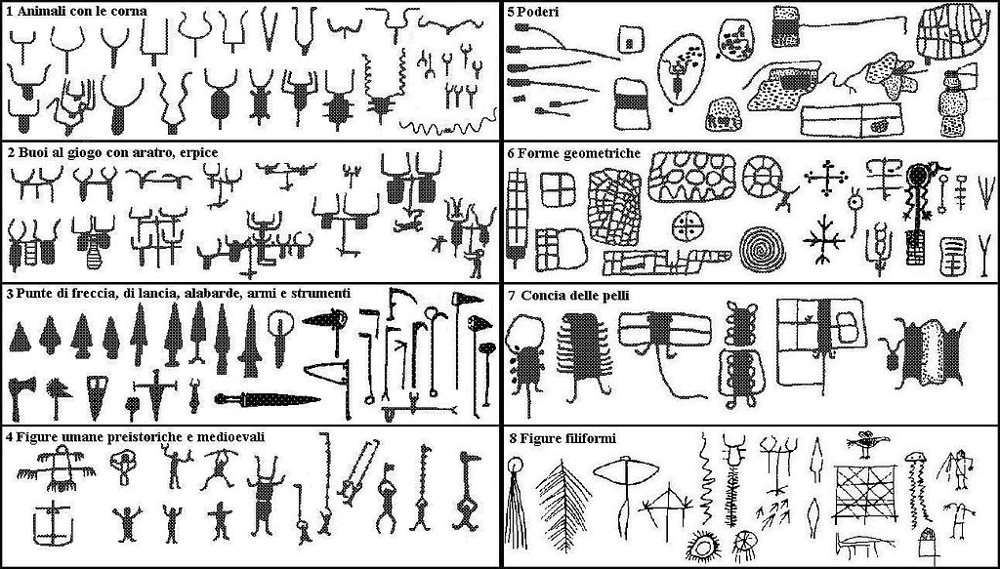 1 Animali con le corna
2 Buoi al giogo con aratro, erpice
3 Punte di freccia, di lancia, alabarde, armi e strumenti
4 Figure umane preistoriche e medioevali
5 Poderi
6 Forme geometriche
7 Concia delle pelli
8 Figure filiformi